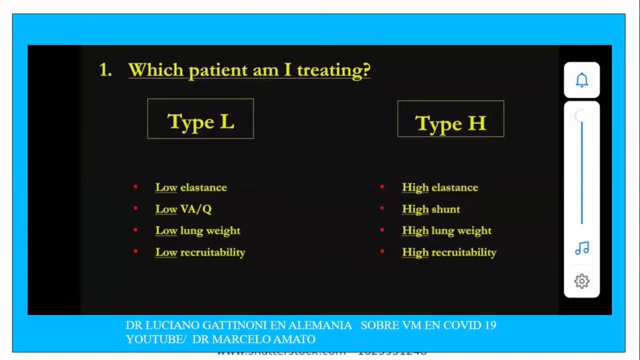 1. Which patient am I treating?
Type L
Type H
• Low elastance
• Low VA/Q
• Low lung weight
• Low recruitability
• High elastance
• High shunt
• High lung weight
• High recruitability
DR LUCIANO GATTINONI EN ALEMANIA SOBRE VM EN COVID 19
YOUTUBE/ DR MARCELO AMATO
www.shutterstock.com · 1625951248